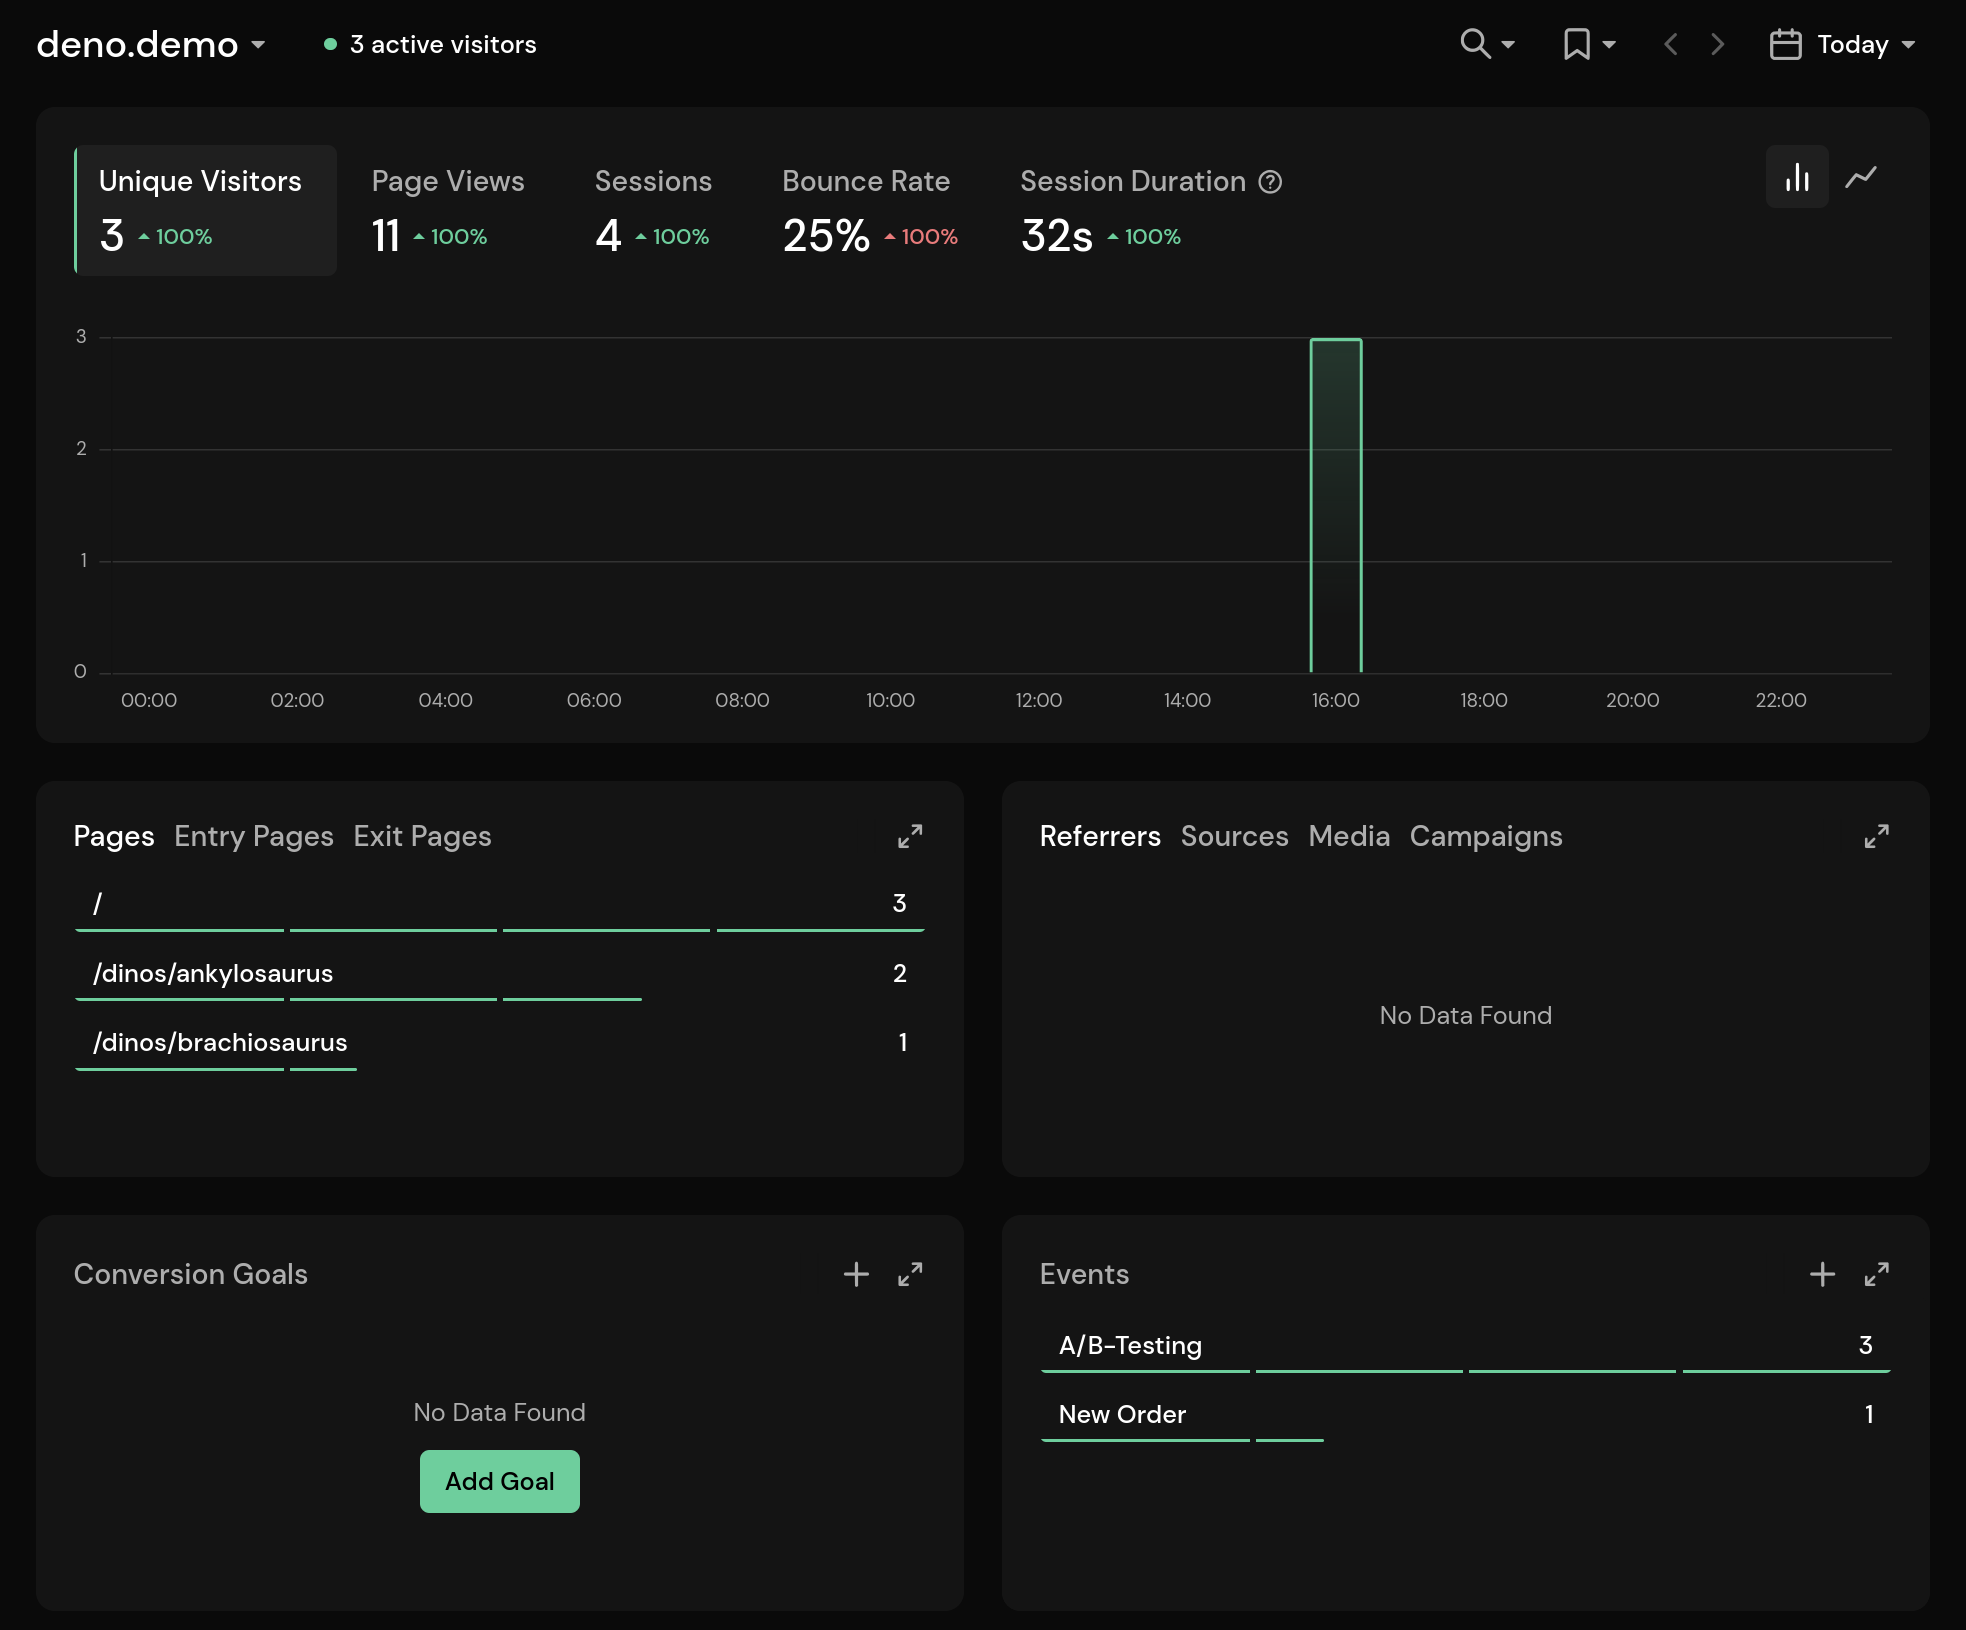 deno.demo
3 active visitors
Today
Unique Visitors
3 100%
Page Views
11 100%
Sessions
4 100%
Bounce Rate
25% 100%
Session Duration
32s 100%
3
2
1
0
00:00 02:00 04:00 06:00 08:00 10:00 12:00 14:00 16:00 18:00 20:00 22:00
Pages Entry Pages Exit Pages
/ 3
/dinos/ankylosaurus 2
/dinos/brachiosaurus 1
Referrers Sources Media Campaigns
No Data Found
Conversion Goals
No Data Found
Add Goal
Events
A/B-Testing 3
New Order 1